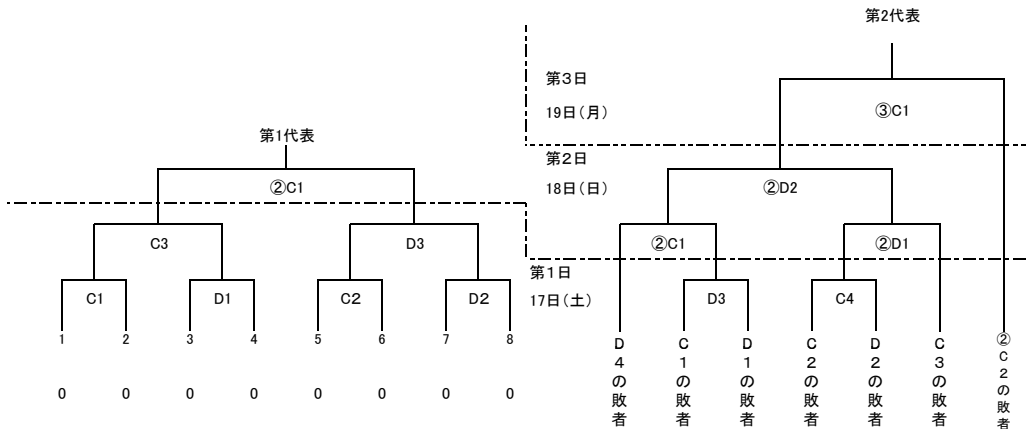 第1代表
②C1
C3
D3
C1
D1
C2
D2
1
2
3
4
5
6
7
8
0
0
0
0
0
0
0
0
第2代表
第3日
19日(月)
③C1
第2日
18日(日)
②D2
②C1
②D1
第1日
17日(土)
D3
C4
D4の敗者
C1の敗者
D1の敗者
C2の敗者
D2の敗者
C3の敗者
②C2の敗者